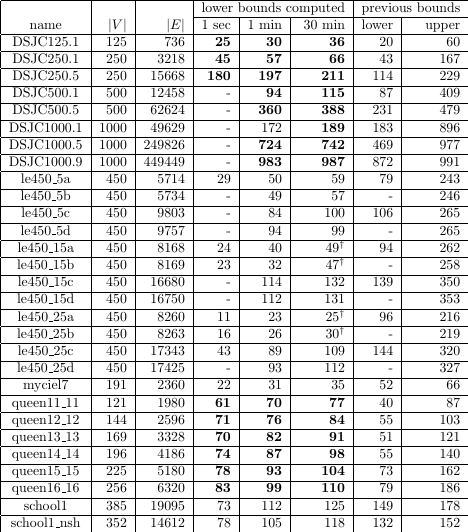 lower bounds computed previous bounds
name |V| |E| 1 sec 1 min 30 min lower upper
DSJC125.1 125 736 25 30 36 20 60
DSJC250.1 250 3218 45 57 66 43 167
DSJC250.5 250 15668 180 197 211 114 229
DSJC500.1 500 12458 - 94 115 87 409
DSJC500.5 500 62624 - 360 388 231 479
DSJC1000.1 1000 49629 - 172 189 183 896
DSJC1000.5 1000 249826 - 724 742 469 977
DSJC1000.9 1000 449449 - 983 987 872 991
le450_5a 450 5714 29 50 59 79 243
le450_5b 450 5734 - 49 57 - 246
le450_5c 450 9803 - 84 100 106 265
le450_5d 450 9757 - 94 99 - 265
le450_15a 450 8168 24 40 49† 94 262
le450_15b 450 8169 23 32 47† - 258
le450_15c 450 16680 - 114 132 139 350
le450_15d 450 16750 - 112 131 - 353
le450_25a 450 8260 11 23 25† 96 216
le450_25b 450 8263 16 26 30† - 219
le450_25c 450 17343 43 89 109 144 320
le450_25d 450 17425 - 93 112 - 327
myciel7 191 2360 22 31 35 52 66
queen11_11 121 1980 61 70 77 40 87
queen12_12 144 2596 71 76 84 55 103
queen13_13 169 3328 70 82 91 51 121
queen14_14 196 4186 74 87 98 55 140
queen15_15 225 5180 78 93 104 73 162
queen16_16 256 6320 83 99 110 79 186
school1 385 19095 73 112 125 149 178
school1_nsh 352 14612 78 105 118 132 152